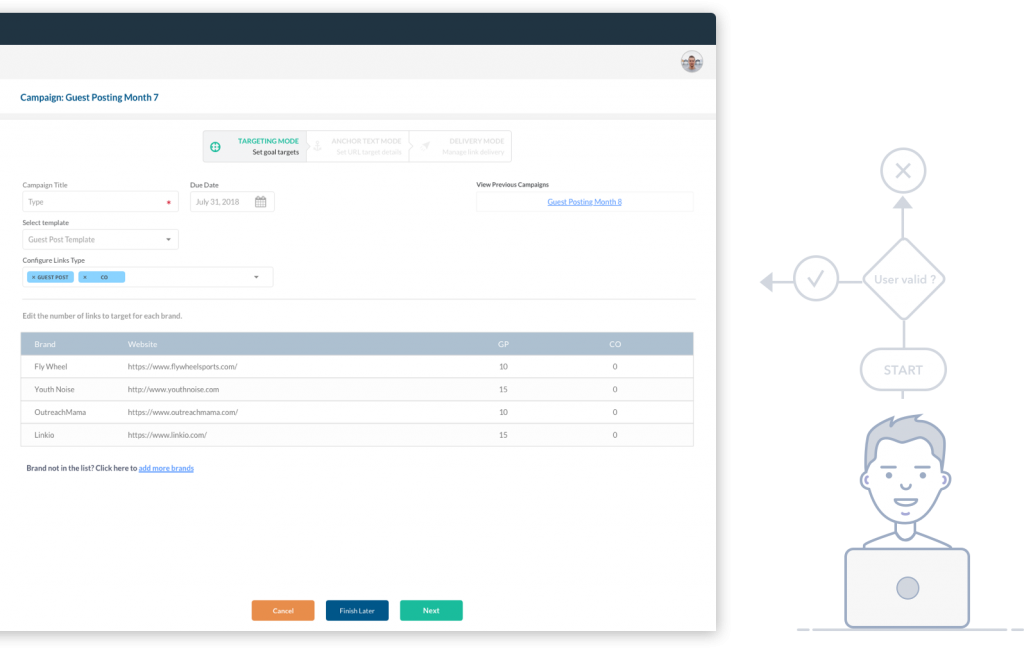 Campaign: Guest Posting Month 7
TARGETING MODE
Set goal targets
ANCHOR TEXT MODE
Set URL target details
DELIVERY MODE
Manage link delivery
Campaign Title
Due Date
View Previous Campaigns
Type *
July 31, 2018
Guest Posting Month 8
Select template
Guest Post Template
Configure Links Type
× GUEST POST × CO
Edit the number of links to target for each brand.
Brand Website GP CO
Fly Wheel https://www.flywheelsports.com/ 10 0
Youth Noise http://www.youthnoise.com 15 0
OutreachMama https://www.outreachmama.com/ 10 0
Linkio https://www.linkio.com/ 15 0
Brand not in the list? Click here to add more brands
Cancel
Finish Later
Next
User valid ?
START